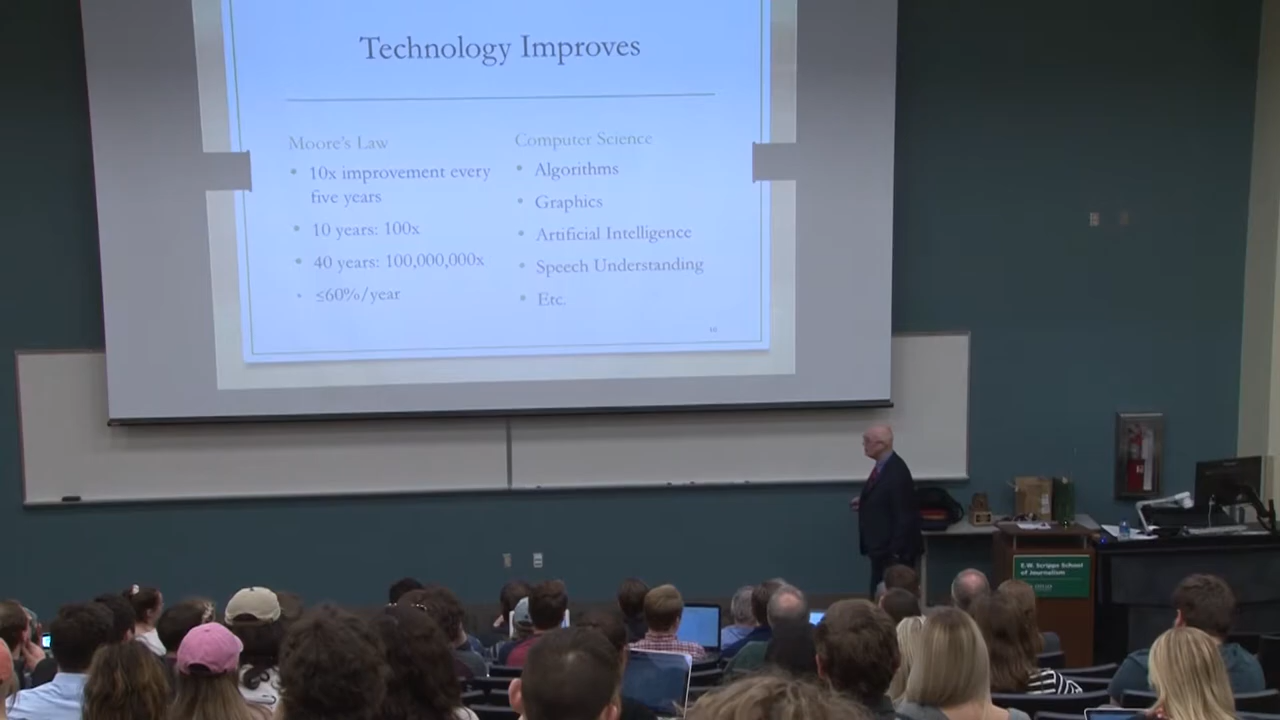 Technology Improves
Moore's Law
• 10x improvement every
five years
• 10 years: 100x
• 40 years: 100,000,000x
• ≤60%/year
Computer Science
• Algorithms
• Graphics
• Artificial Intelligence
• Speech Understanding
• Etc.
E.W. Scripps School
of Journalism